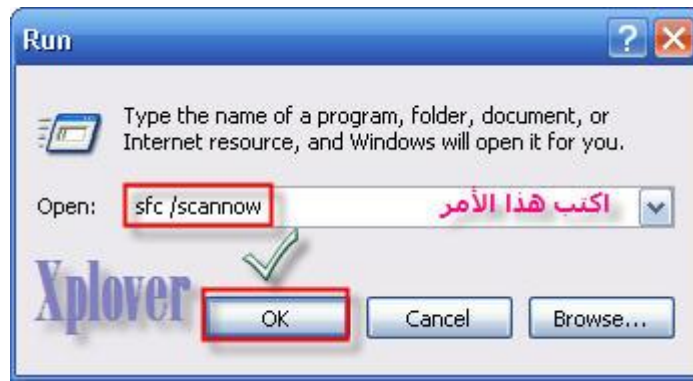 Run
Type the name of a program, folder, document, or
Internet resource, and Windows will open it for you.
Open: sfc /scannow اكتب هذا الأمر
Xplover
OK Cancel Browse...